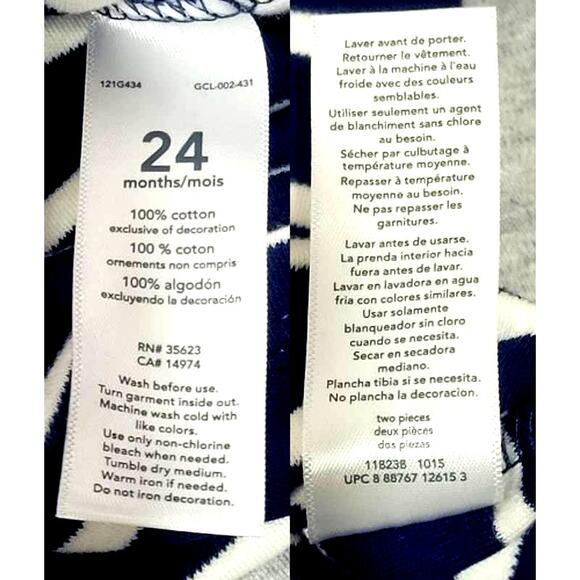 121G434 GCL-002-431
24
months/mois
100% cotton
exclusive of decoration
100 % coton
ornements non compris
100% algodón
excluyendo la decoración
RN# 35623
CA# 14974
Wash before use.
Turn garment inside out.
Machine wash cold with
like colors.
Use only non-chlorine
bleach when needed.
Tumble dry medium.
Warm iron if needed.
Do not iron decoration.
Laver avant de porter.
Retourner le vêtement.
Laver à la machine à l'eau
froide avec des couleurs
semblables.
Utiliser seulement un agent
de blanchiment sans chlore
au besoin.
Sécher par culbutage à
température moyenne.
Repasser à température
moyenne au besoin.
Ne pas repasser les
garnitures.
Lavar antes de usarse.
La prenda interior hacia
fuera antes de lavar.
Lavar en lavadora en agua
fria con colores similares.
Usar solamente
blanqueador sin cloro
cuando se necesita.
Secar en secadora
mediano.
Plancha tibia si se necesita.
No plancha la decoracion.
two pieces
deux pièces
dos piezas
118238 1015
UPC 8 88767 12615 3